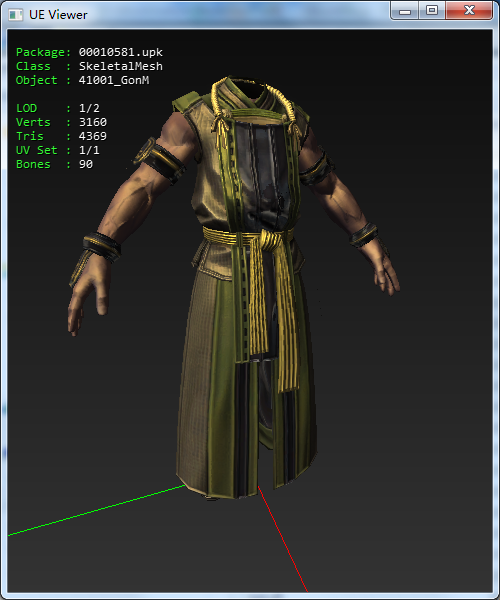 UE Viewer
Package: 00010581.upk
Class  : SkeletalMesh
Object : 41001_GonM
LOD    : 1/2
Verts  : 3160
Tris   : 4369
UV Set : 1/1
Bones  : 90